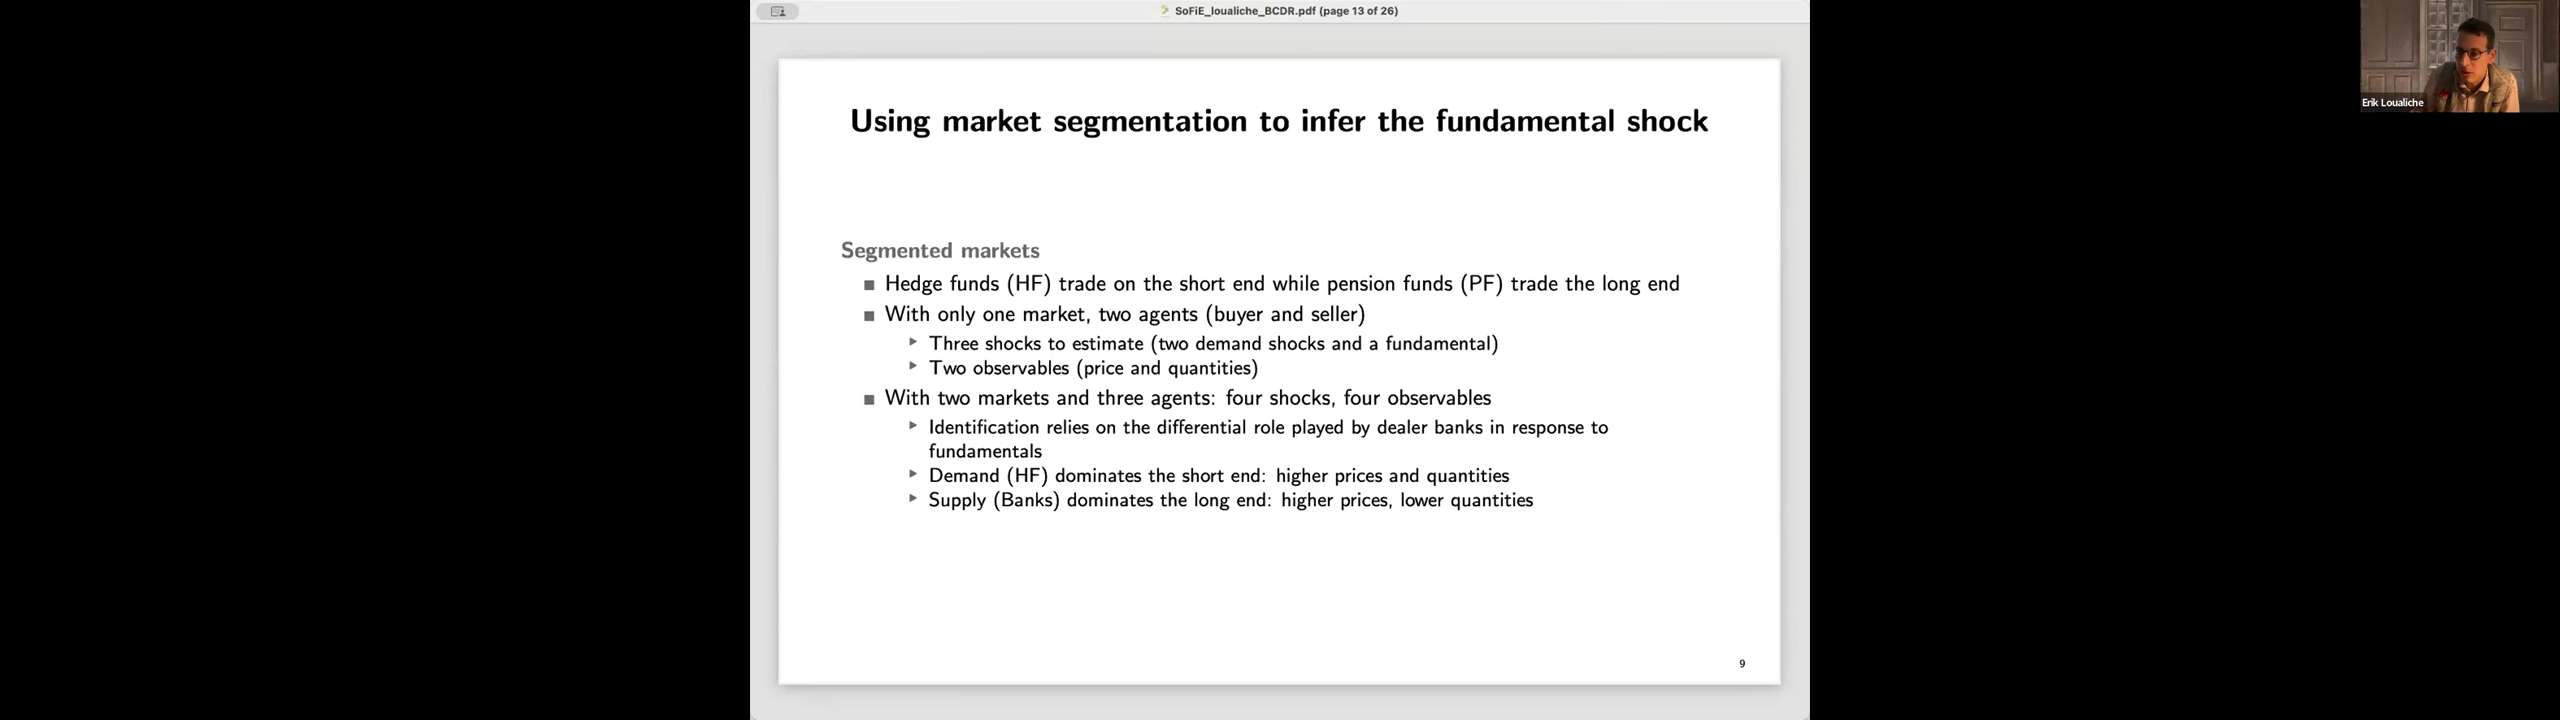 SoFiE_loualiche_BCDR.pdf (page 13 of 26)
Using market segmentation to infer the fundamental shock
Segmented markets
Hedge funds (HF) trade on the short end while pension funds (PF) trade the long end
With only one market, two agents (buyer and seller)
Three shocks to estimate (two demand shocks and a fundamental)
Two observables (price and quantities)
With two markets and three agents: four shocks, four observables
Identification relies on the differential role played by dealer banks in response to
fundamentals
Demand (HF) dominates the short end: higher prices and quantities
Supply (Banks) dominates the long end: higher prices, lower quantities
9
Erik Loualiche